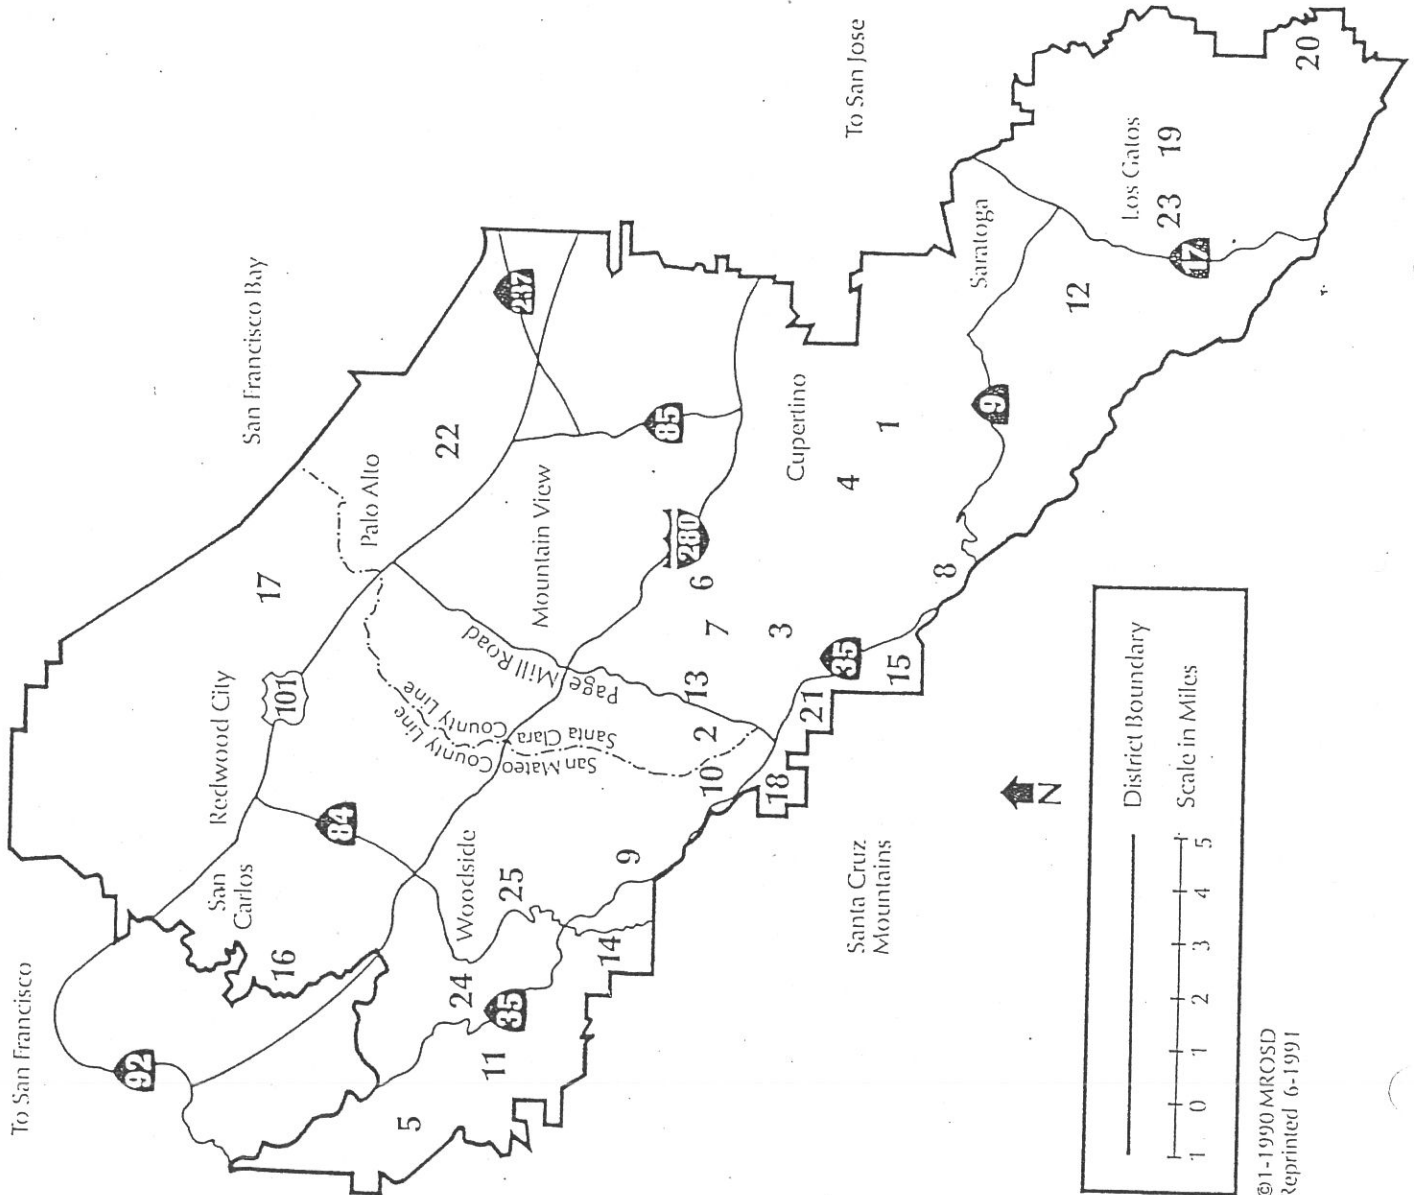 To San Francisco
San Francisco Bay
To San Jose
92
San
Carlos
16
Redwood City
101
17
Palo Alto
22
237
84
Woodside
24
25
35
11
5
14
9
San Mateo County Line
Santa Clara County Line
Page Mill Road
Mountain View
85
280
6
7
13
2
10
18
21
3
35
15
8
Cupertino
4
1
9
Saratoga
12
17
Los Gatos
23
19
20
Santa Cruz
Mountains
N
District Boundary
Scale in Miles
1 0 1 2 3 4 5
©1-1990 MROSD
Reprinted 6-1991